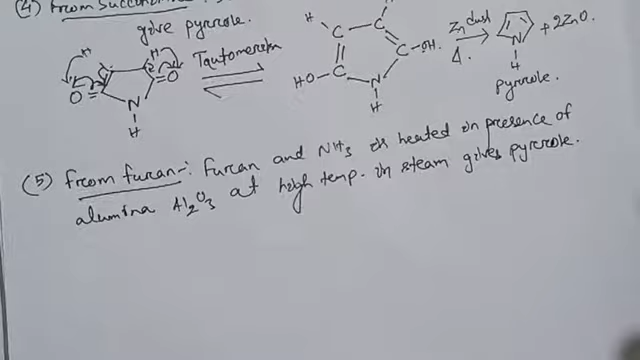 (4) From Succ
give pyrrole.
H H Tautomerism H C C Zn dust + 2ZnO.
O O C C-OH. Δ. N
N HO-C N H
H H pyrrole.
(5) From furan-: Furan and NH3 is heated in presence of
alumina Al2O3 at high temp. in steam gives pyrrole.